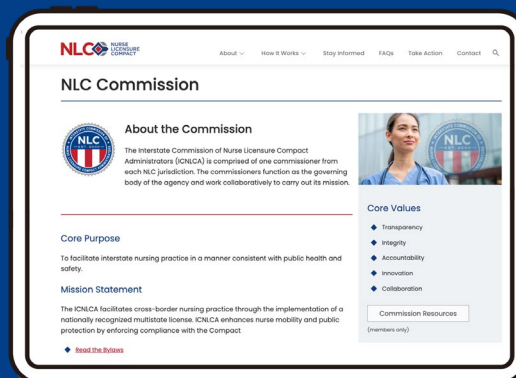 NLC NURSE
LICENSURE
COMPACT
About How it Works Stay Informed FAQs Take Action Contact
NLC Commission
NLC
About the Commission
The Interstate Commission of Nurse Licensure Compact
Administrators (ICNLCA) is comprised of one commissioner from
each NLC jurisdiction. The commissioners function as the governing
body of the agency and work collaboratively to carry out its mission.
NLC
Core Purpose
To facilitate interstate nursing practice in a manner consistent with public health and
safety.
Mission Statement
The ICNLCA facilitates cross-border nursing practice through the implementation of a
nationally recognized multistate license. ICNLCA enhances nurse mobility and public
protection by enforcing compliance with the Compact
Read the Bylaws
Core Values
Transparency
Integrity
Accountability
Innovation
Collaboration
Commission Resources
(members only)